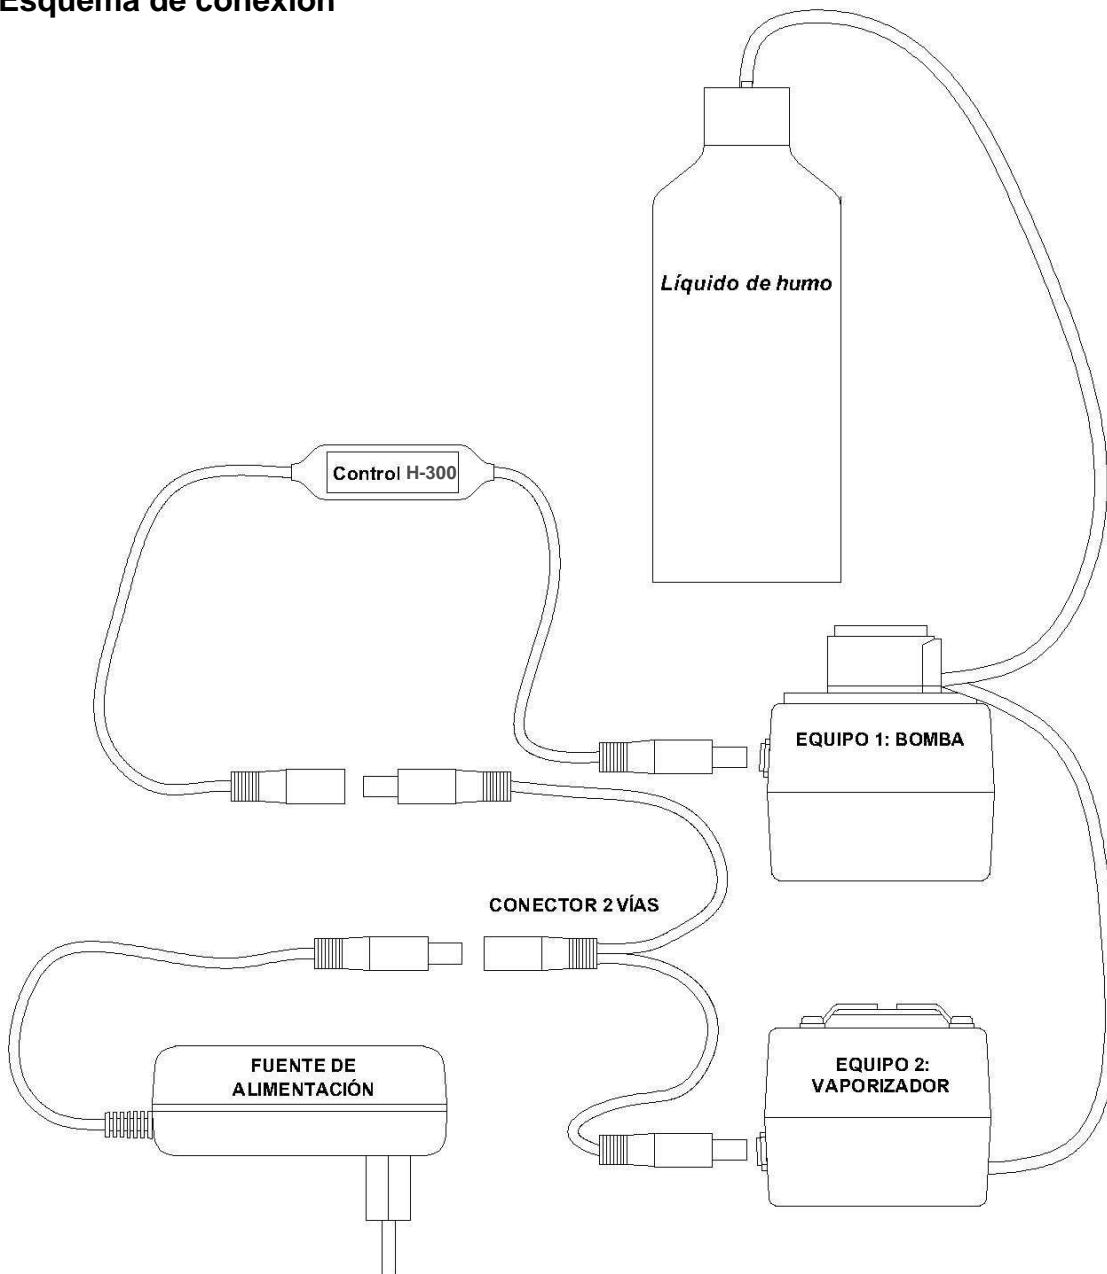 Esquema de conexión
Líquido de humo
Control H-300
EQUIPO 1: BOMBA
CONECTOR 2 VÍAS
FUENTE DE
ALIMENTACIÓN
EQUIPO 2:
VAPORIZADOR